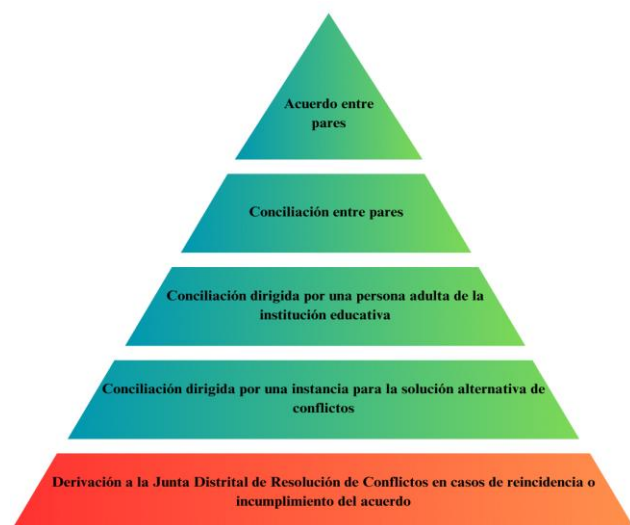 Acuerdo entre
pares
Conciliación entre pares
Conciliación dirigida por una persona adulta de la
institución educativa
Conciliación dirigida por una instancia para la solución alternativa de
conflictos
Derivación a la Junta Distrital de Resolución de Conflictos en casos de reincidencia o
incumplimiento del acuerdo